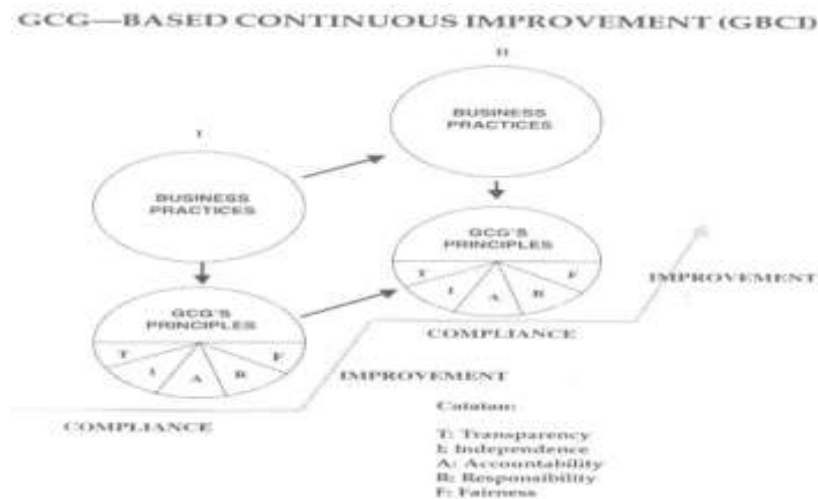 GCG—BASED CONTINUOUS IMPROVEMENT (GBCI)
II
BUSINESS
PRACTICES
I
BUSINESS
PRACTICES
GCG'S
PRINCIPLES
T
I
A
R
F
IMPROVEMENT
GCG'S
PRINCIPLES
T
I
A
R
F
COMPLIANCE
IMPROVEMENT
COMPLIANCE
Catatan:
T: Transparency
I: Independence
A: Accountability
R: Responsibility
F: Fairness